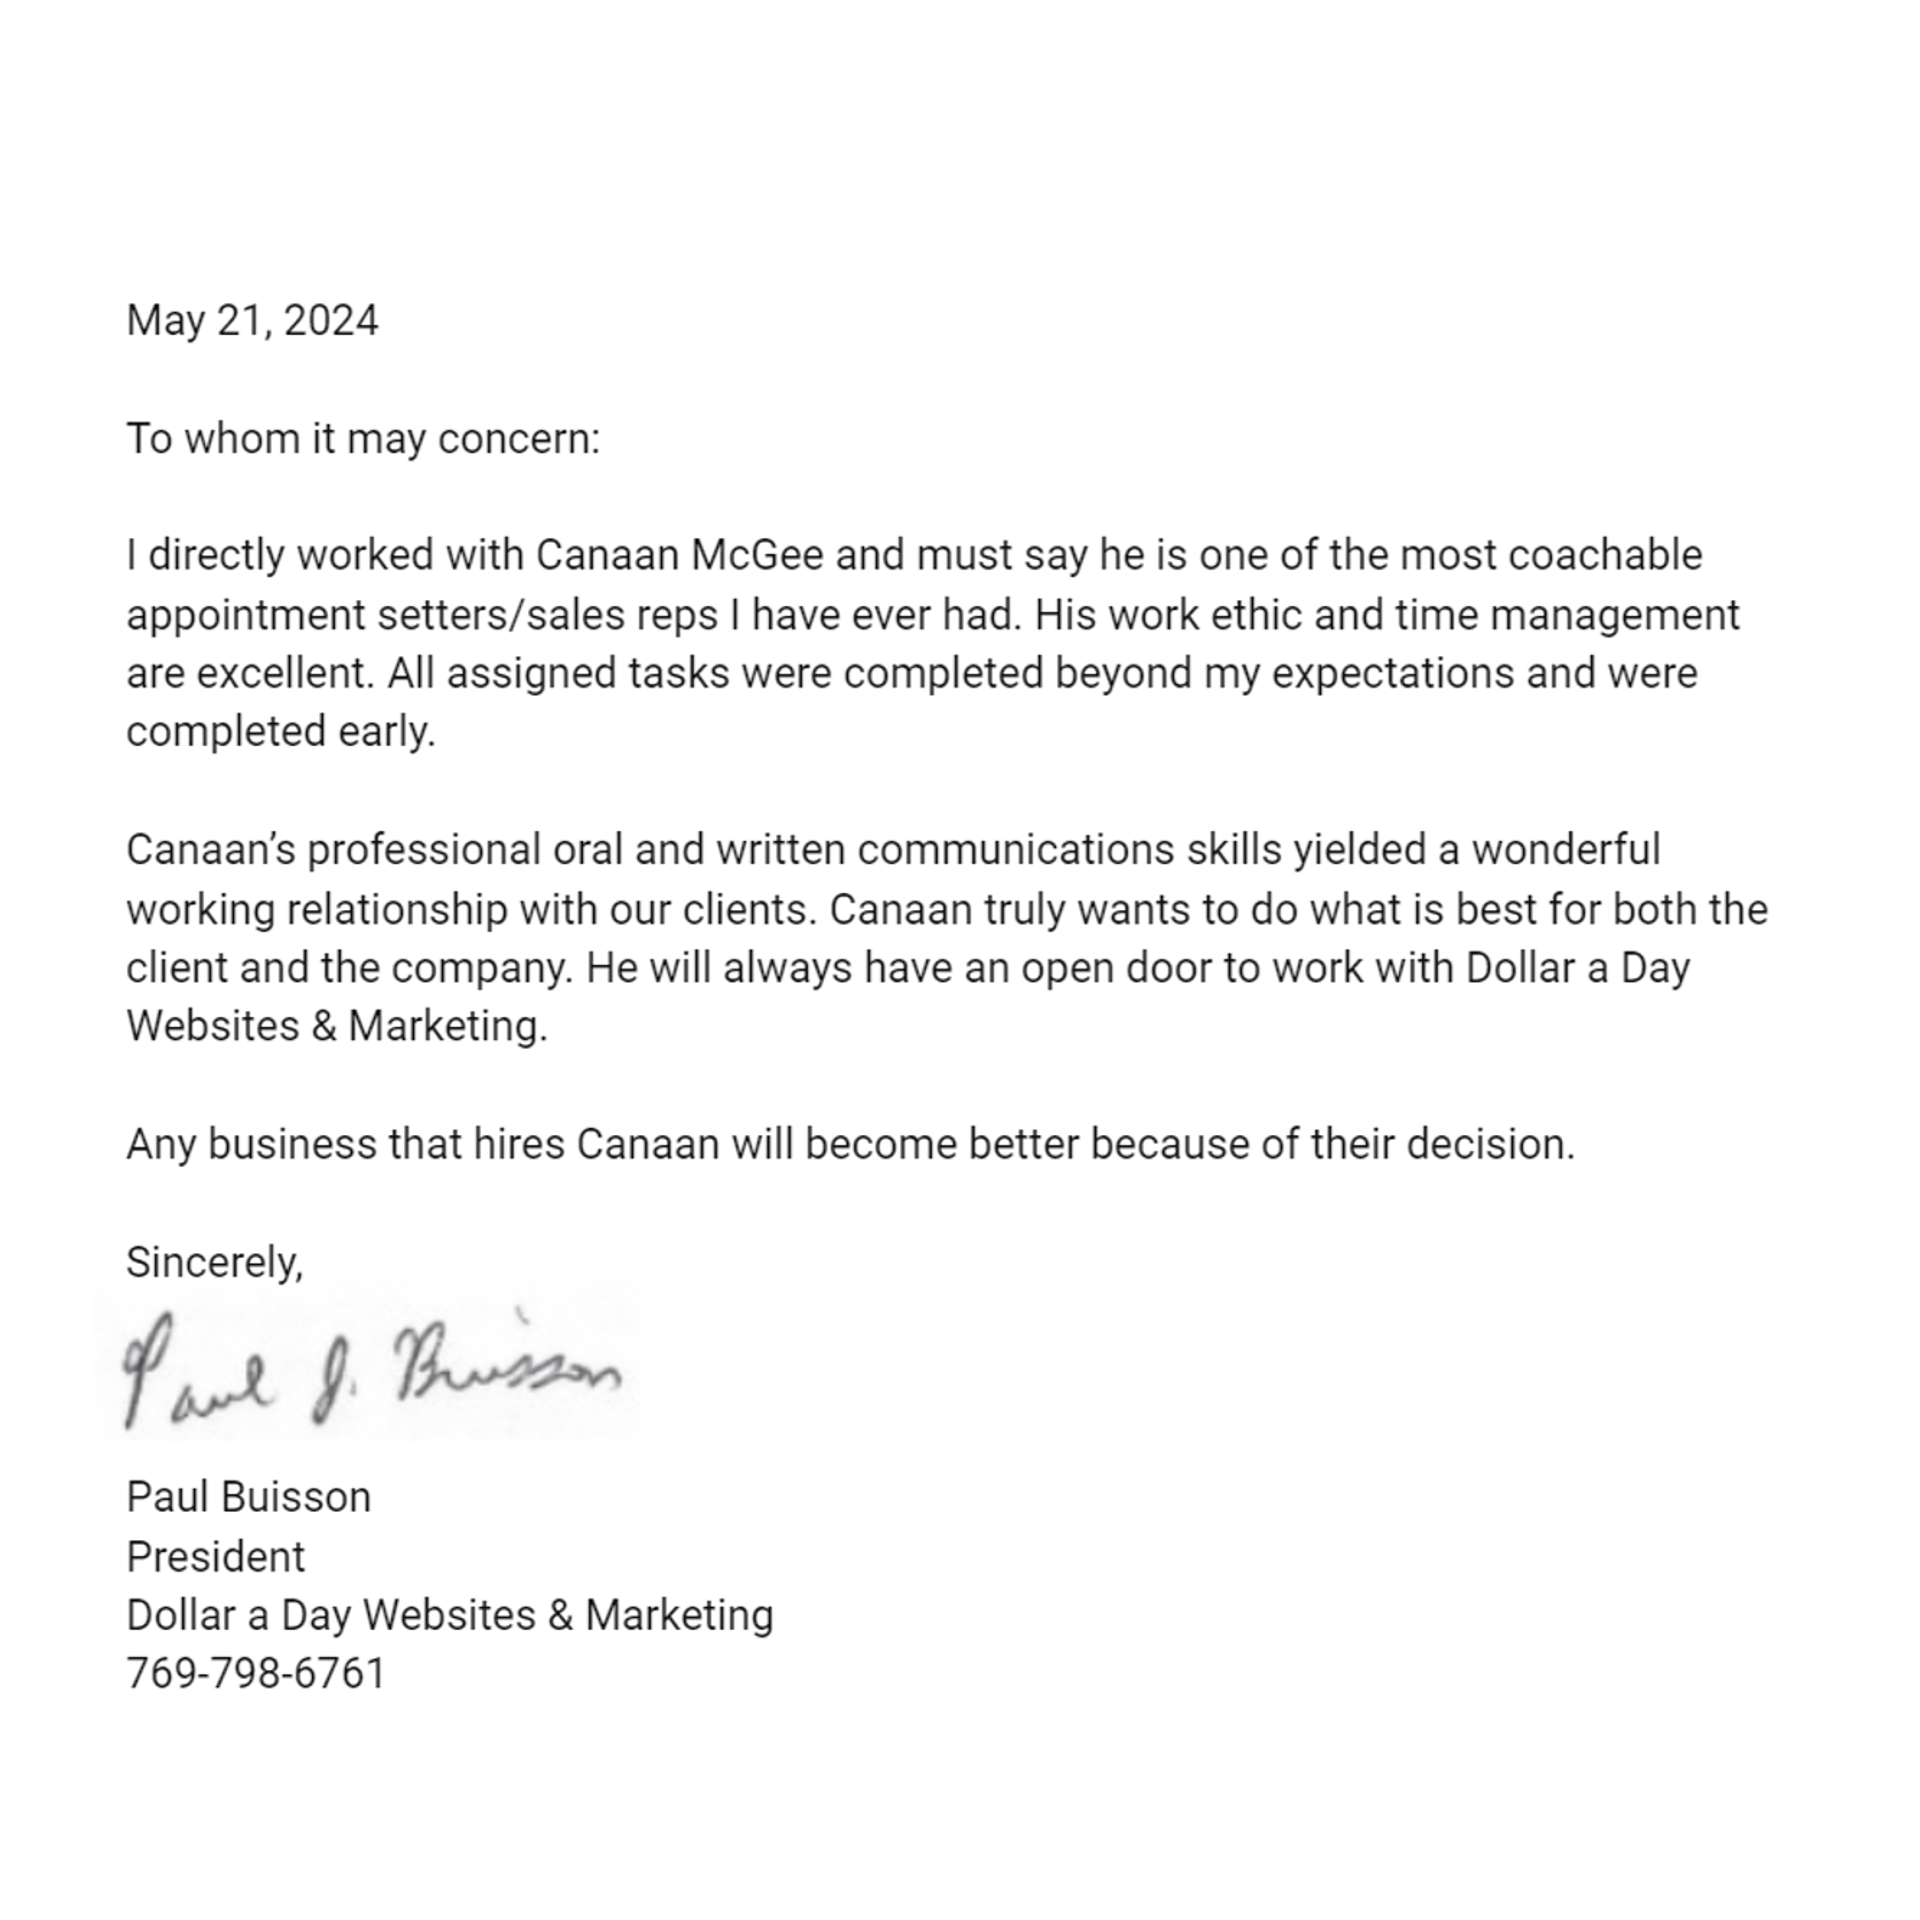 May 21, 2024
To whom it may concern:
I directly worked with Canaan McGee and must say he is one of the most coachable
appointment setters/sales reps I have ever had. His work ethic and time management
are excellent. All assigned tasks were completed beyond my expectations and were
completed early.
Canaan’s professional oral and written communications skills yielded a wonderful
working relationship with our clients. Canaan truly wants to do what is best for both the
client and the company. He will always have an open door to work with Dollar a Day
Websites & Marketing.
Any business that hires Canaan will become better because of their decision.
Sincerely,
Paul J. Buisson
Paul Buisson
President
Dollar a Day Websites & Marketing
769-798-6761